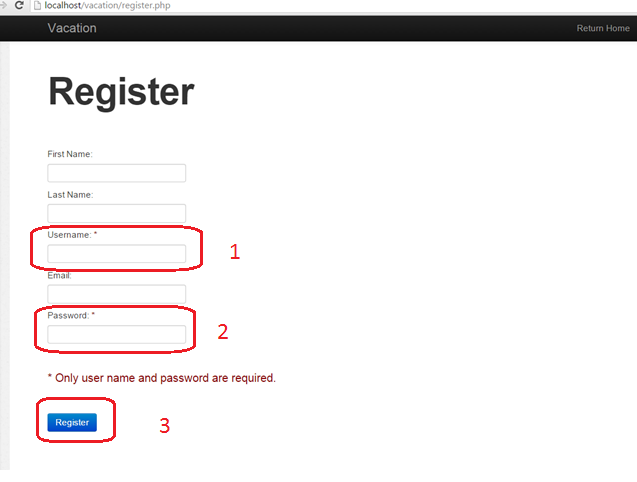 localhost/vacation/register.php
Vacation
Return Home
Register
First Name:
Last Name:
Username: *
1
Email:
Password: *
2
* Only user name and password are required.
Register
3